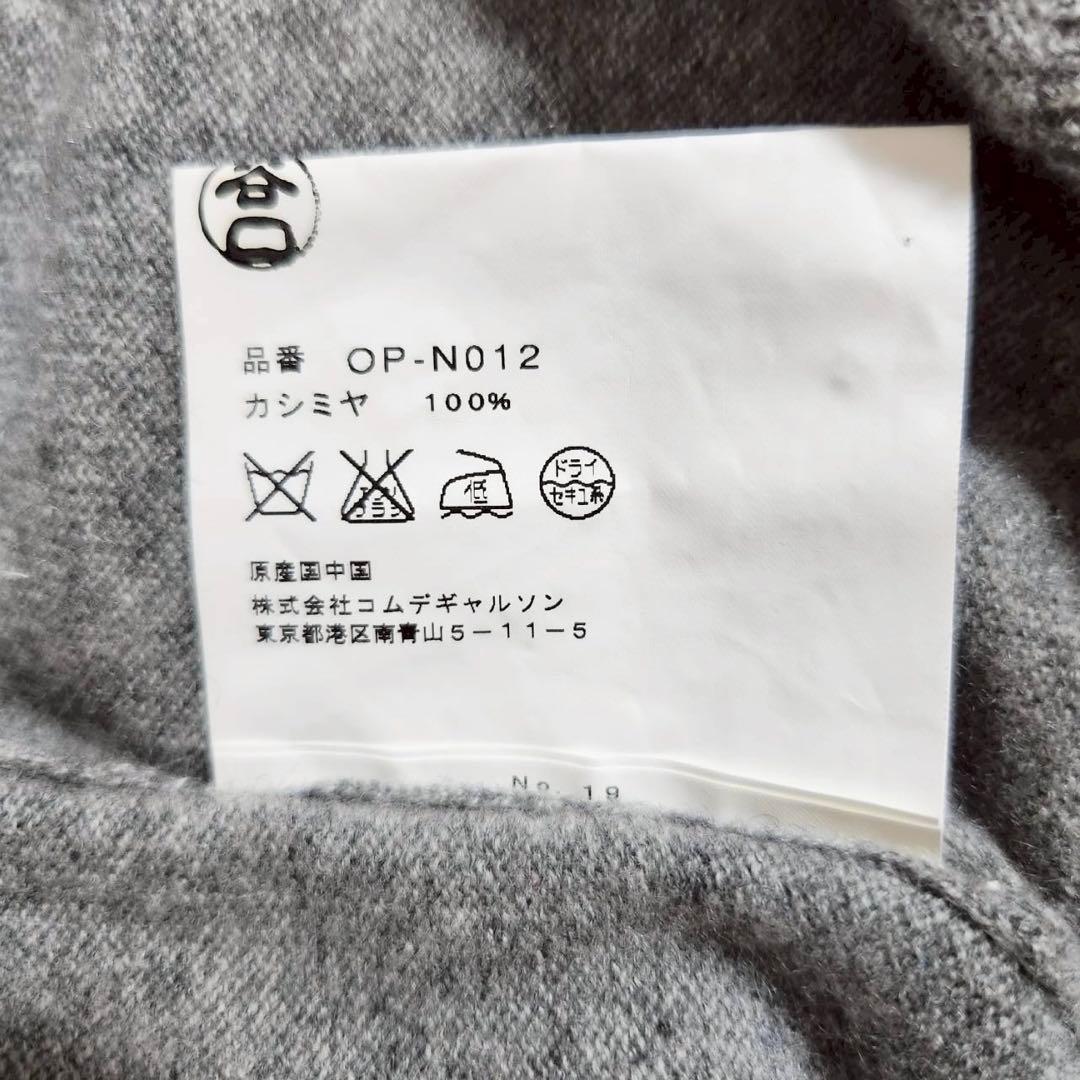 谷口
品番 OP-N012
カシミヤ 100%
低 ドライ セキユ系
原産国中国
株式会社コムデギャルソン
東京都港区南青山5-11-5
No. 19